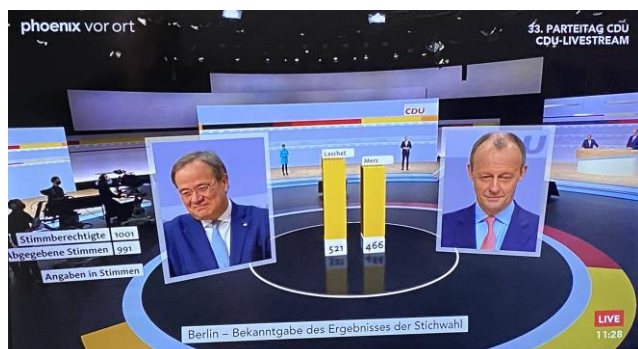 phoenix vor ort
33. PARTEITAG CDU
CDU-LIVESTREAM
CDU
Laschet
Merz
Stimmberechtigte 1001
Abgegebene Stimmen 991
Angaben in Stimmen
521
466
Berlin – Bekanntgabe des Ergebnisses der Stichwahl
LIVE
11:28